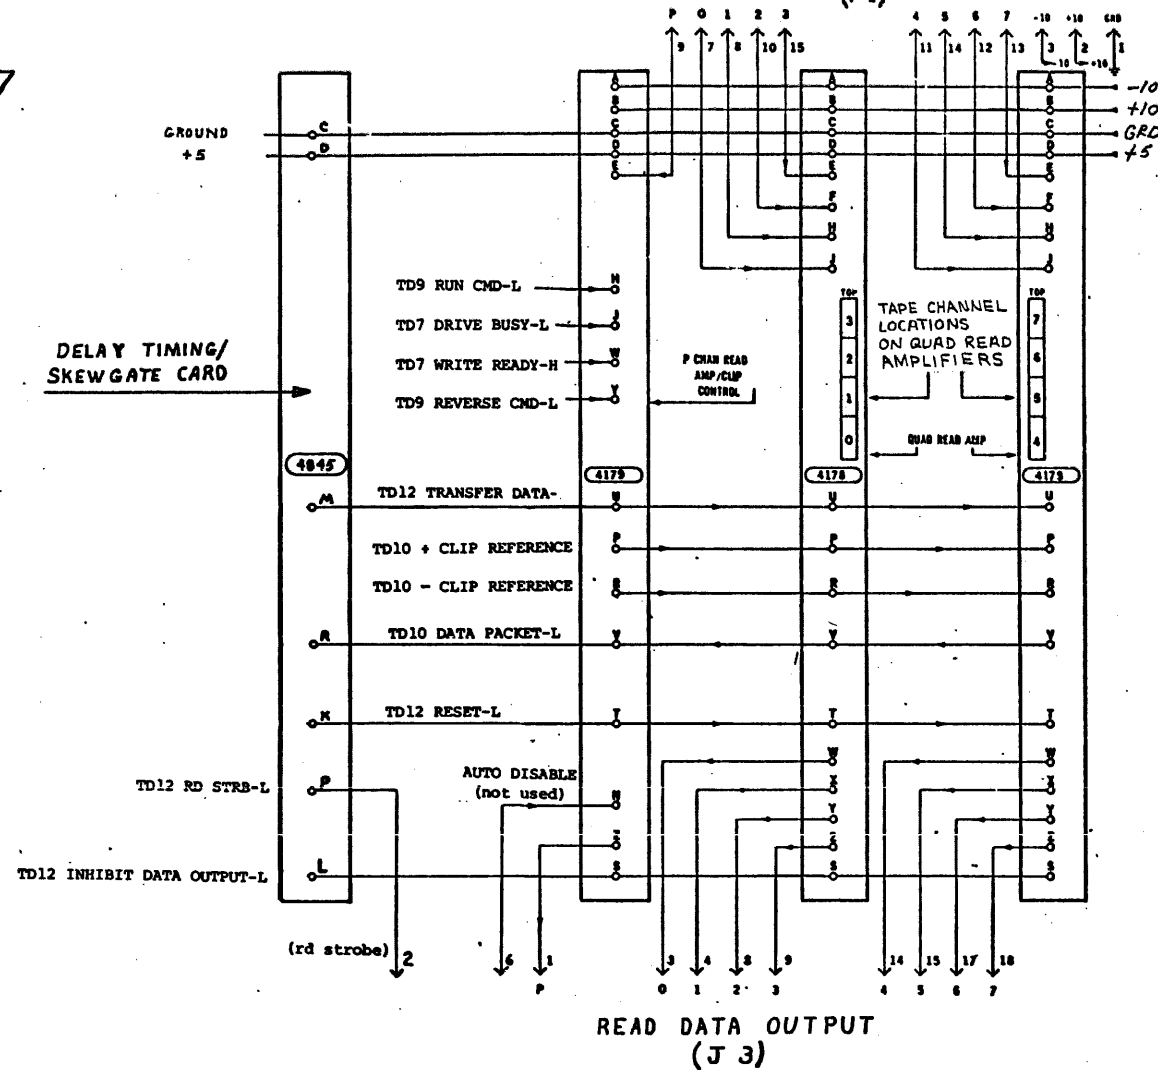 P 0 1 2 3 4 5 6 7 -10 +10 GRD
9 7 8 10 15 11 14 12 13 3 2 1
10 +10
A A A -10
B B B +10
GROUND C C C C GRD
+5 D D D D +5
E E E
F F
H H
J J
TD9 RUN CMD-L H
TD7 DRIVE BUSY-L J
TD7 WRITE READY-H W
TD9 REVERSE CMD-L Y
DELAY TIMING/
SKEWGATE CARD
P CHAN READ
AMP/CLIP
CONTROL
TOP
3
2
1
0
TAPE CHANNEL
LOCATIONS
ON QUAD READ
AMPLIFIERS
QUAD READ AMP
TOP
7
6
5
4
4845 4179 4178 4178
M TD12 TRANSFER DATA- U U U
TD10 + CLIP REFERENCE P P P
TD10 - CLIP REFERENCE R R R
R TD10 DATA PACKET-L V V V
K TD12 RESET-L T T T
W W
TD12 RD STRB-L P X X
AUTO DISABLE
(not used) N
Y Y
Z Z Z
TD12 INHIBIT DATA OUTPUT-L L S S S
(rd strobe) 2 6 1 3 4 8 9 14 15 17 18
P 0 1 2 3 4 5 6 7
READ DATA OUTPUT
(J 3)